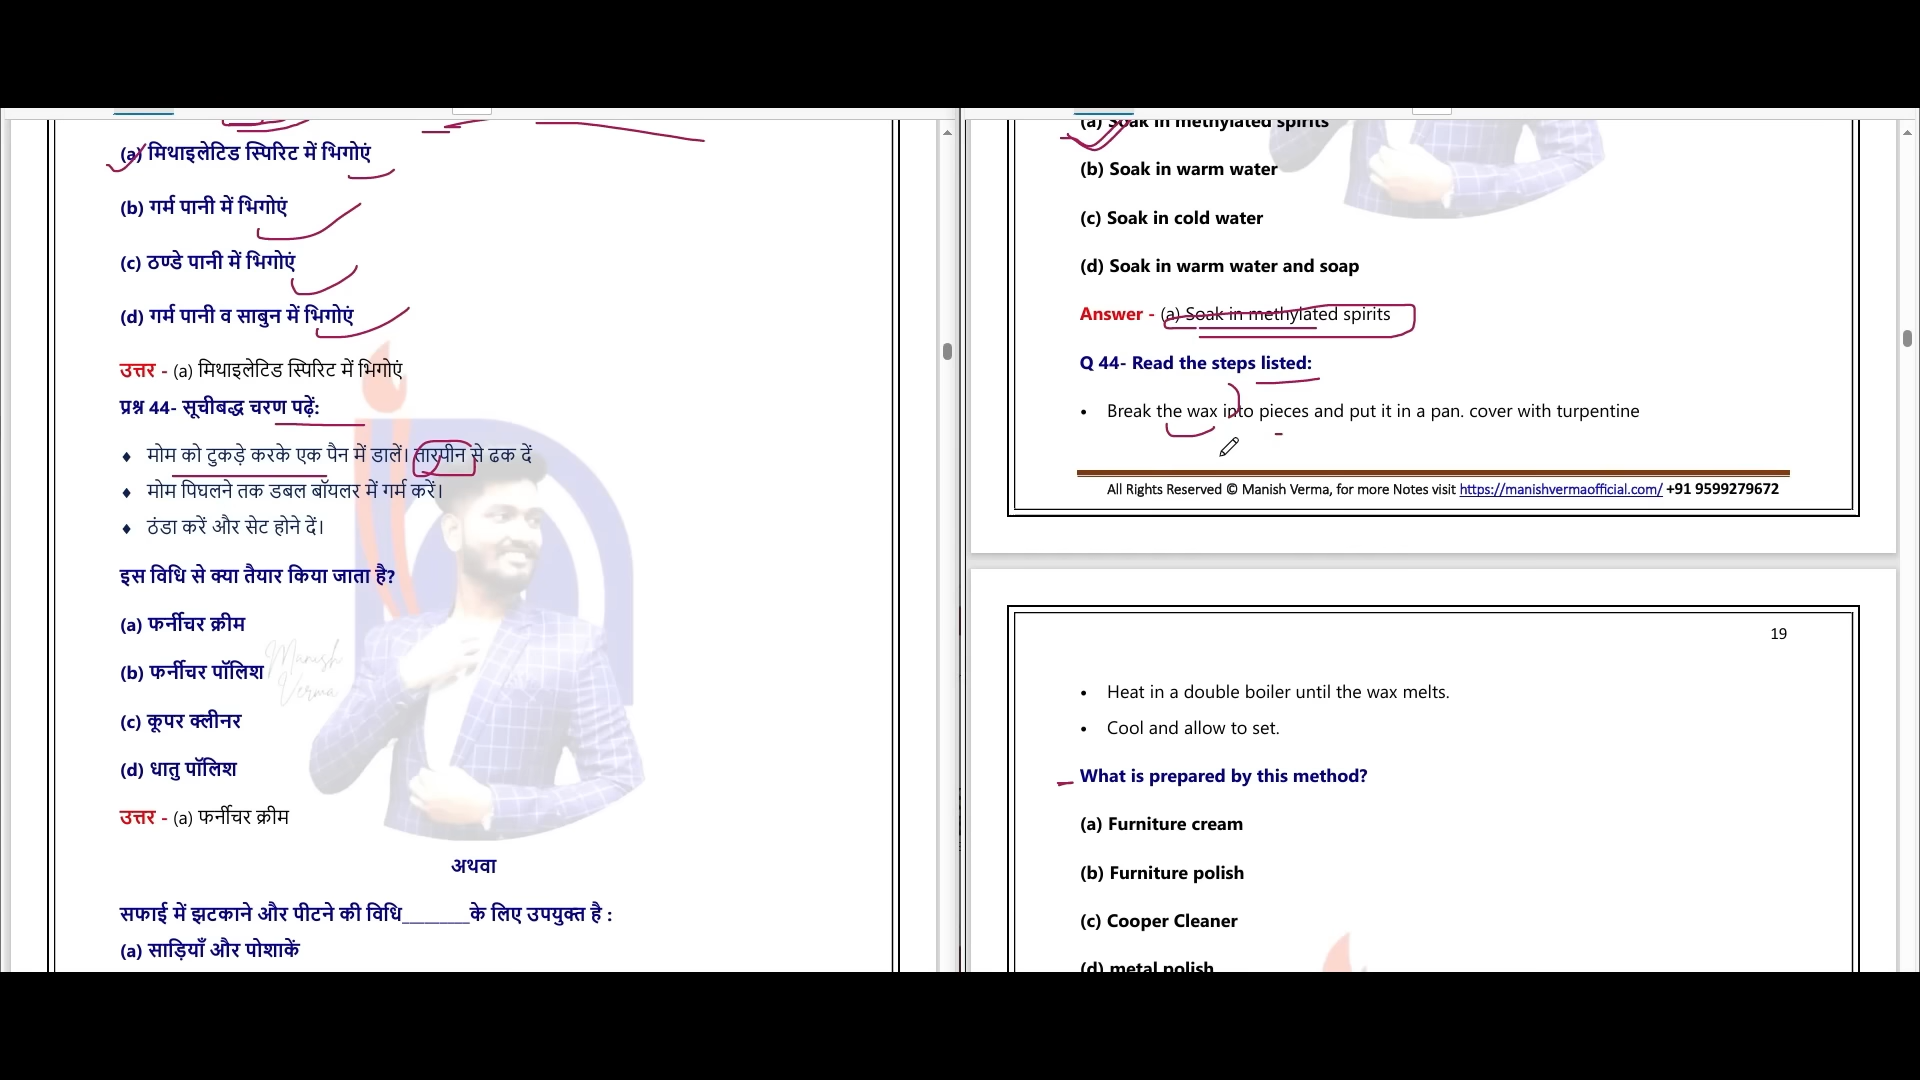 (a) मिथाइलेटिड स्पिरिट में भिगोएं
(b) गर्म पानी में भिगोएं
(c) ठण्डे पानी में भिगोएं
(d) गर्म पानी व साबुन में भिगोएं
उत्तर - (a) मिथाइलेटिड स्पिरिट में भिगोएं
प्रश्न 44- सूचीबद्ध चरण पढ़ें:
♦ मोम को टुकड़े करके एक पैन में डालें। तारपीन से ढक दें
♦ मोम पिघलने तक डबल बॉयलर में गर्म करें।
♦ ठंडा करें और सेट होने दें।
इस विधि से क्या तैयार किया जाता है?
(a) फर्नीचर क्रीम
(b) फर्नीचर पॉलिश
(c) कूपर क्लीनर
(d) धातु पॉलिश
उत्तर - (a) फर्नीचर क्रीम
अथवा
सफाई में झटकाने और पीटने की विधि_______के लिए उपयुक्त है :
(a) साड़ियाँ और पोशाकें
Manish
Verma
(a) Soak in methylated spirits
(b) Soak in warm water
(c) Soak in cold water
(d) Soak in warm water and soap
Answer - (a) Soak in methylated spirits
Q 44- Read the steps listed:
• Break the wax into pieces and put it in a pan. cover with turpentine
All Rights Reserved © Manish Verma, for more Notes visit https://manishvermaofficial.com/ +91 9599279672
19
• Heat in a double boiler until the wax melts.
• Cool and allow to set.
What is prepared by this method?
(a) Furniture cream
(b) Furniture polish
(c) Cooper Cleaner
(d) metal polish